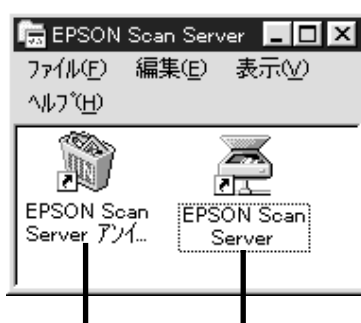 EPSON Scan Server
ファイル(F) 編集(E) 表示(V)
ヘルプ(H)
EPSON Scan
Server アンイ...
EPSON Scan
Server